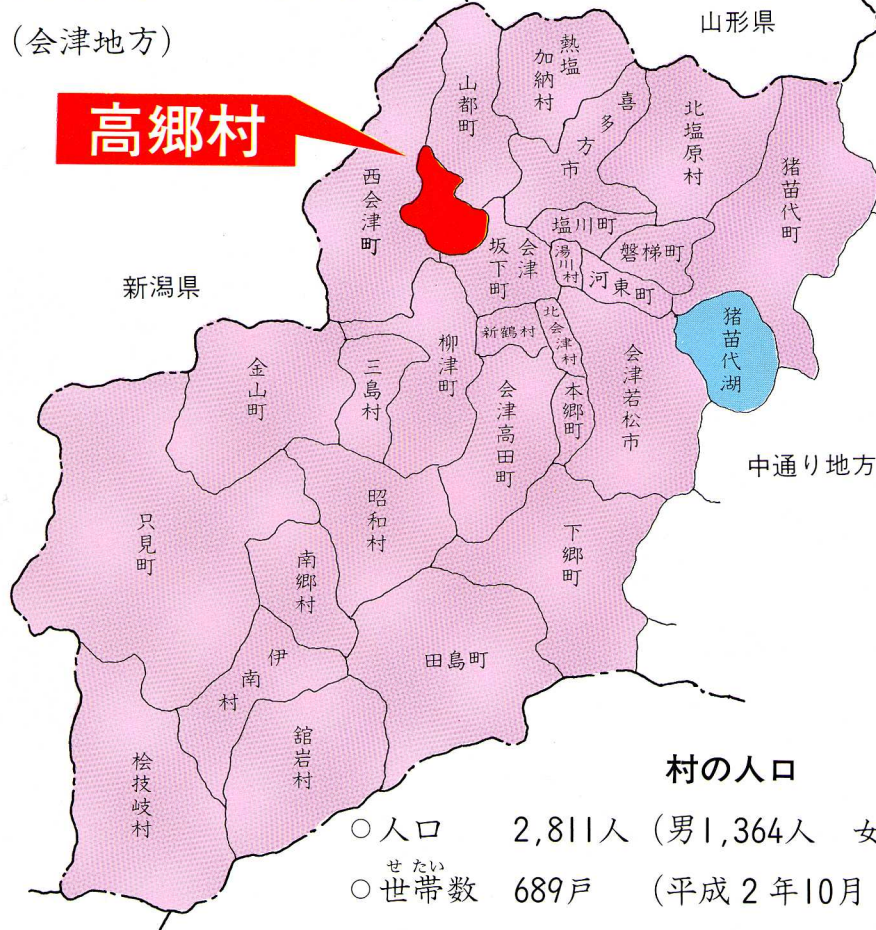 (会津地方)
山形県
高郷村
熱塩
加納村
山都町
喜多方市
北塩原村
猪苗代町
西会津町
塩川町
磐梯町
会津
坂下町
湯川村
河東町
新潟県
猪苗代湖
新鶴村
北会津村
柳津町
三島村
金山町
会津若松市
本郷町
会津高田町
中通り地方
昭和村
只見町
下郷町
南郷村
田島町
伊南村
舘岩村
桧技岐村
村の人口
○人口 2,811人 (男1,364人 女
せたい
○世帯数 689戸 (平成2年10月